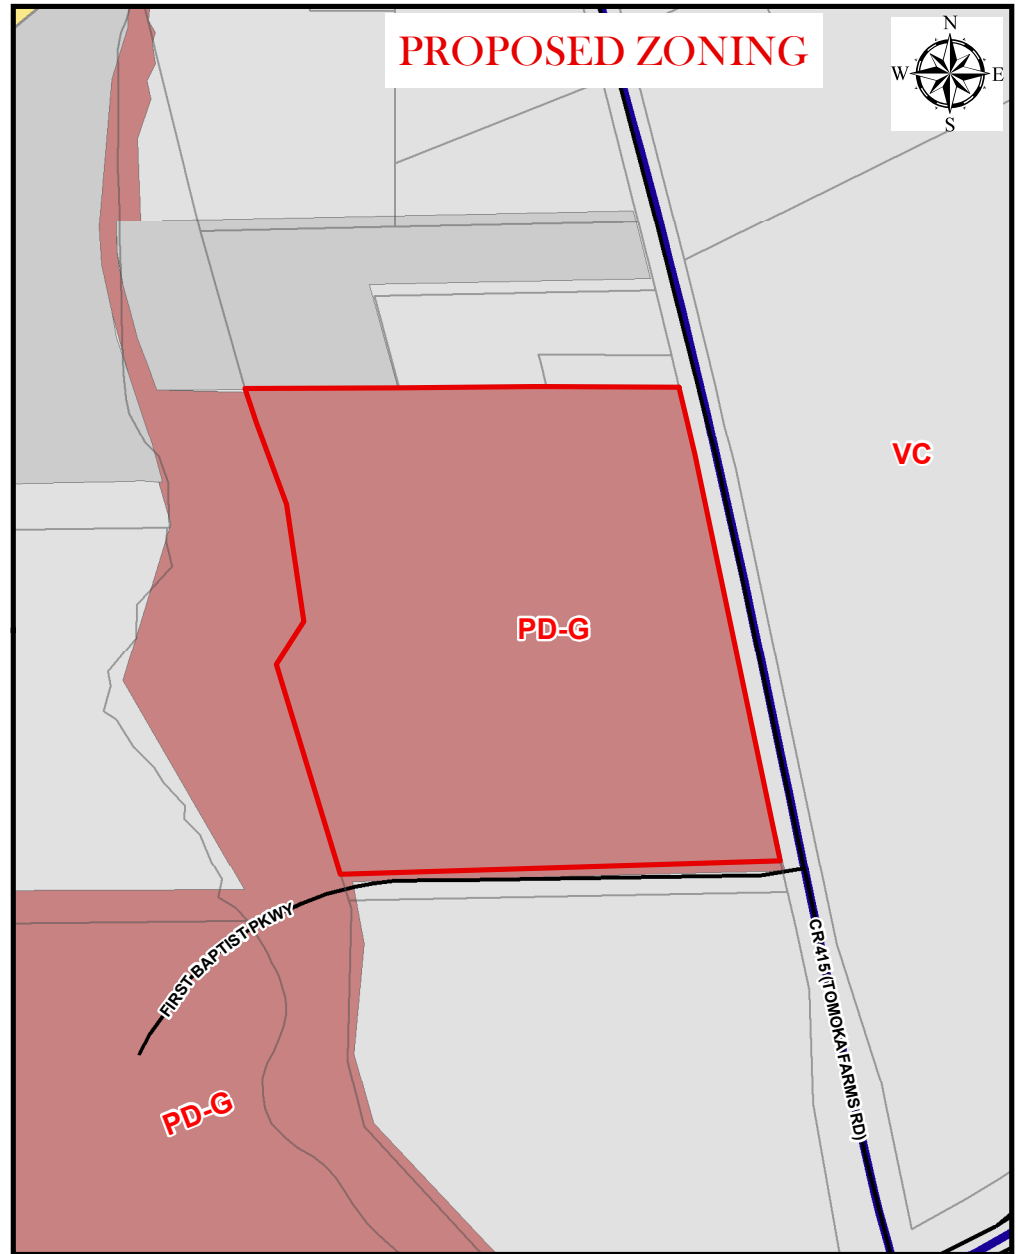 PROPOSED ZONING
N
W E
S
VC
PD-G
FIRST BAPTIST PKWY
CR 415 (TOMOKA FARMS RD)
PD-G